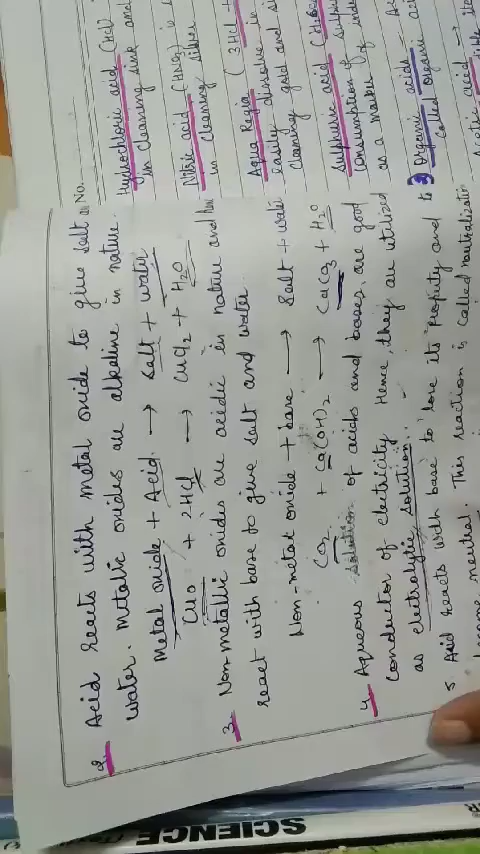 2. Acid reacts with metal oxide to give salt &
water. Metallic oxides are alkaline in nature.
Metal oxide + Acid → Salt + water
CuO + 2HCl → CuCl2 + H2O
3. Non-metallic oxides are acidic in nature and
react with base to give salt and water.
Non-metal oxide + base → Salt + wat
CO2 + Ca(OH)2 → CaCO3 + H2O
4. Aqueous solution of acids and bases, are good
conductor of electricity. Hence, they are utilized
as electrolytic solution.
5 Acid reacts with base to lose its property and to
become neutral. This reaction is called neutralization
No.
Hydrochloric acid (HCl)
in cleaning sink and
Nitric acid (HNO3) is
in cleaning silver
Aqua Regia (3HCl +
easily dissolve
cleaning gold and
Sulphuric acid
Consumption of
as a marker of
2 Organic acids
called organic
Acetic acid →
SCIENCE